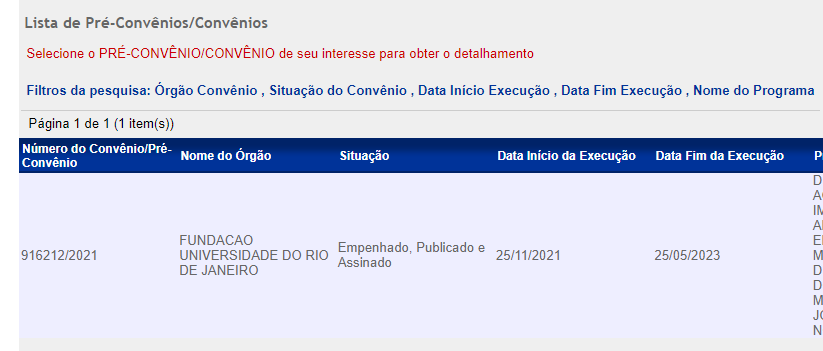 Lista de Pré-Convênios/Convênios
Selecione o PRÉ-CONVÊNIO/CONVÊNIO de seu interesse para obter o detalhamento
Filtros da pesquisa: Órgão Convênio , Situação do Convênio , Data Início Execução , Data Fim Execução , Nome do Programa
Página 1 de 1 (1 item(s))
Número do Convênio/Pré-
Convênio
Nome do Órgão
Situação
Data Início da Execução
Data Fim da Execução
916212/2021
FUNDACAO
UNIVERSIDADE DO RIO
DE JANEIRO
Empenhado, Publicado e
Assinado
25/11/2021
25/05/2023